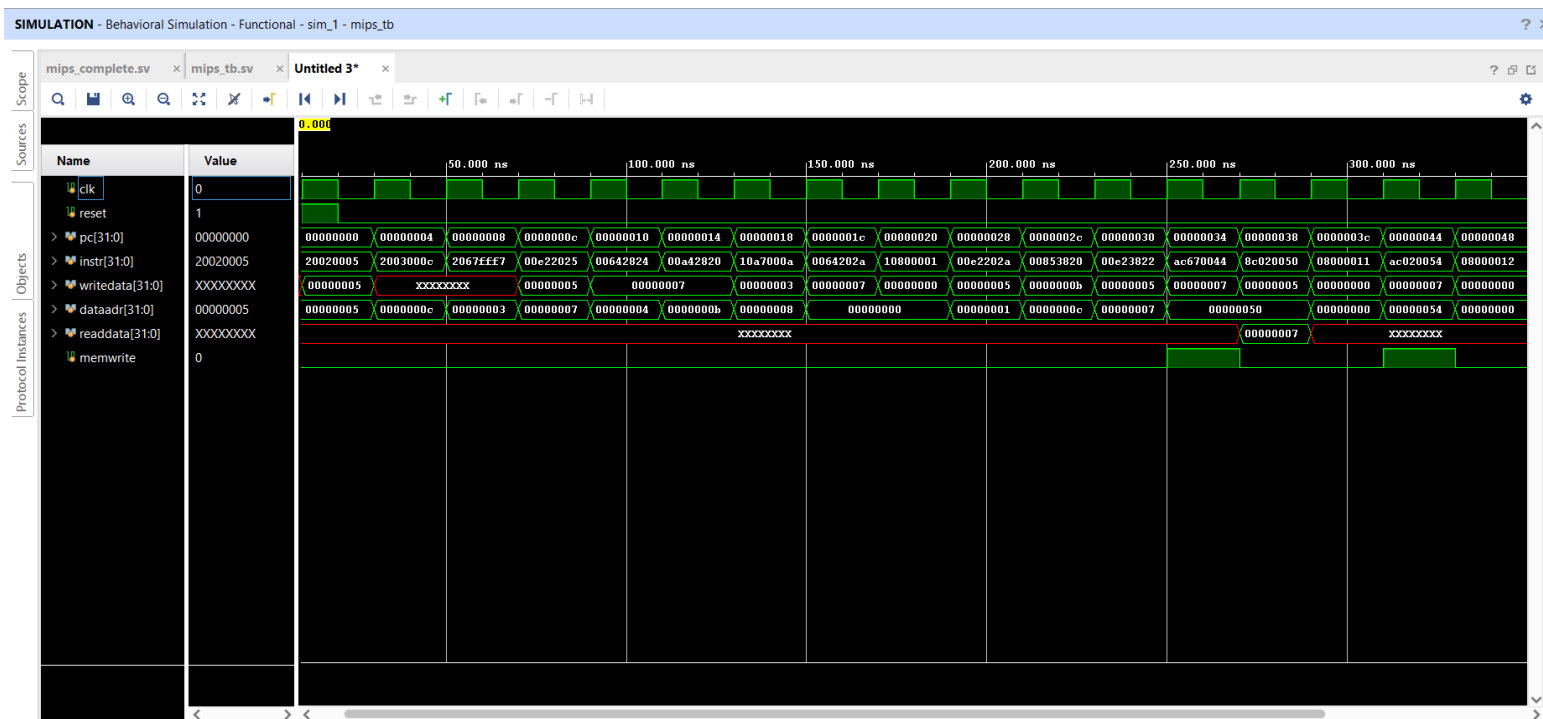 SIMULATION - Behavioral Simulation - Functional - sim_1 - mips_tb ?
Scope
Sources
Objects
Protocol Instances
mips_complete.sv × mips_tb.sv × Untitled 3* × ?
0.000
Name Value
50.000 ns 100.000 ns 150.000 ns 200.000 ns 250.000 ns 300.000 ns
clk 0
reset 1
> pc[31:0] 00000000 00000000 00000004 00000008 0000000c 00000010 00000014 00000018 0000001c 00000020 00000028 0000002c 00000030 00000034 00000038 0000003c 00000044 00000048
> instr[31:0] 20020005 20020005 2003000c 2067fff7 00e22025 00642824 00a42820 10a7000a 0064202a 10800001 00e2202a 00853820 00e23822 ac670044 8c020050 08000011 ac020054 08000012
> writedata[31:0] XXXXXXXX 00000005 XXXXXXXX 00000005 00000007 00000003 00000007 00000000 00000005 0000000b 00000005 00000007 00000005 00000000 00000007 00000000
> dataadr[31:0] 00000005 00000005 0000000c 00000003 00000007 00000004 0000000b 00000008 00000000 00000001 0000000c 00000007 00000050 00000000 00000054 00000000
> readdata[31:0] XXXXXXXX XXXXXXXX 00000007 XXXXXXXX
memwrite 0